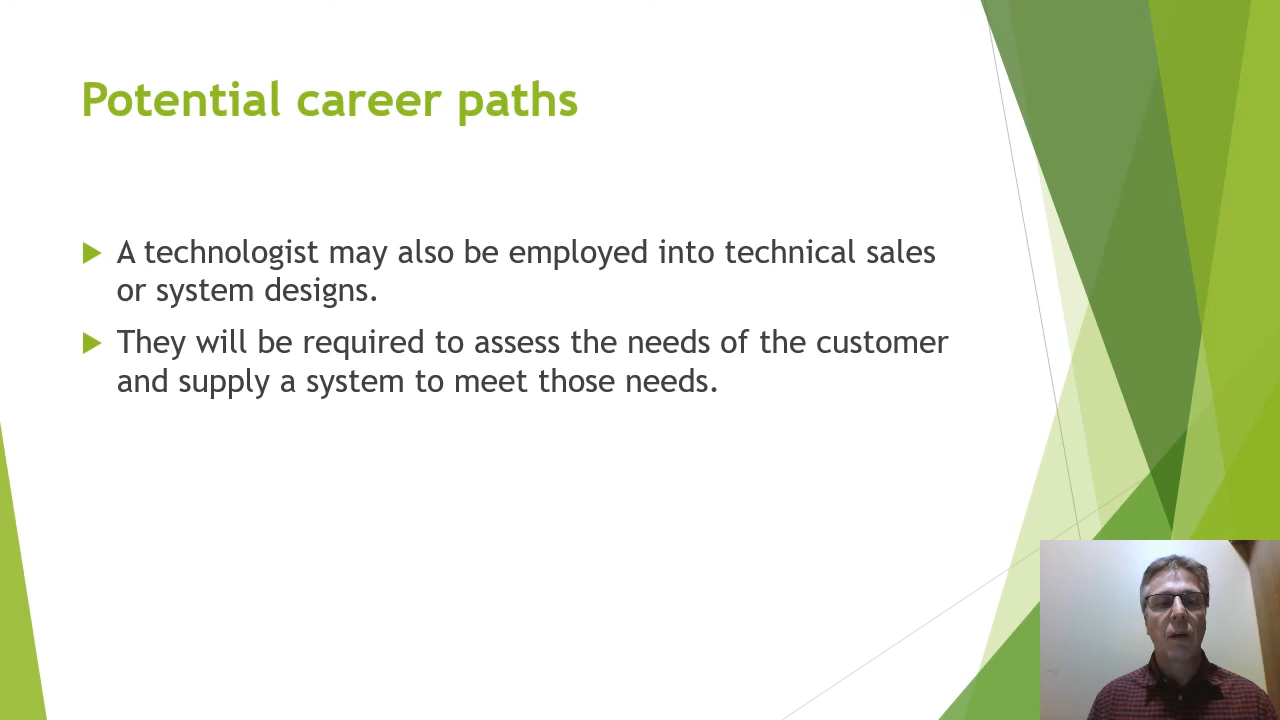 Potential career paths
A technologist may also be employed into technical sales
or system designs.
They will be required to assess the needs of the customer
and supply a system to meet those needs.